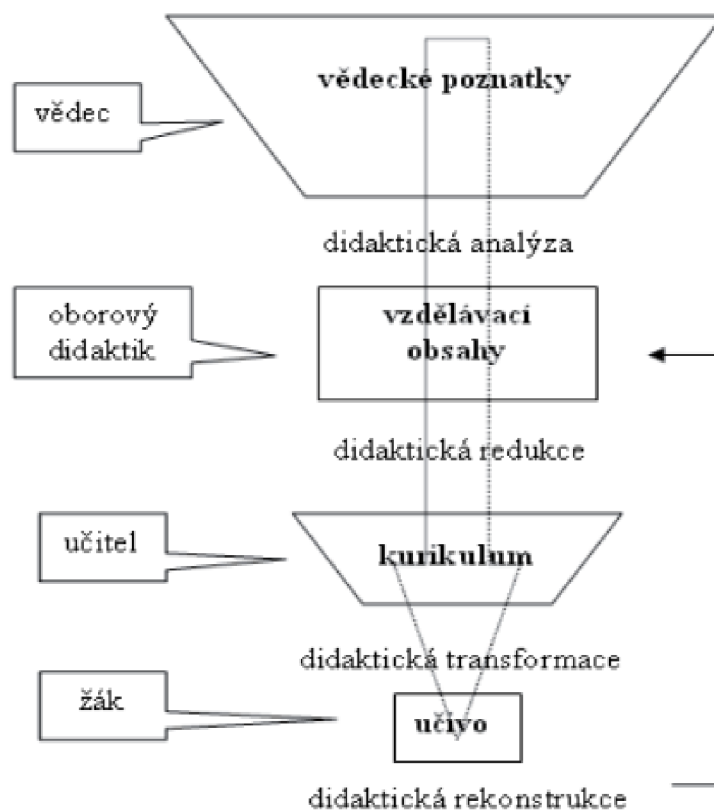 vědecké poznatky
vědec
didaktická analýza
oborový
didaktik
vzdělávací
obsahy
didaktická redukce
učitel
kurikulum
didaktická transformace
žák
učivo
didaktická rekonstrukce